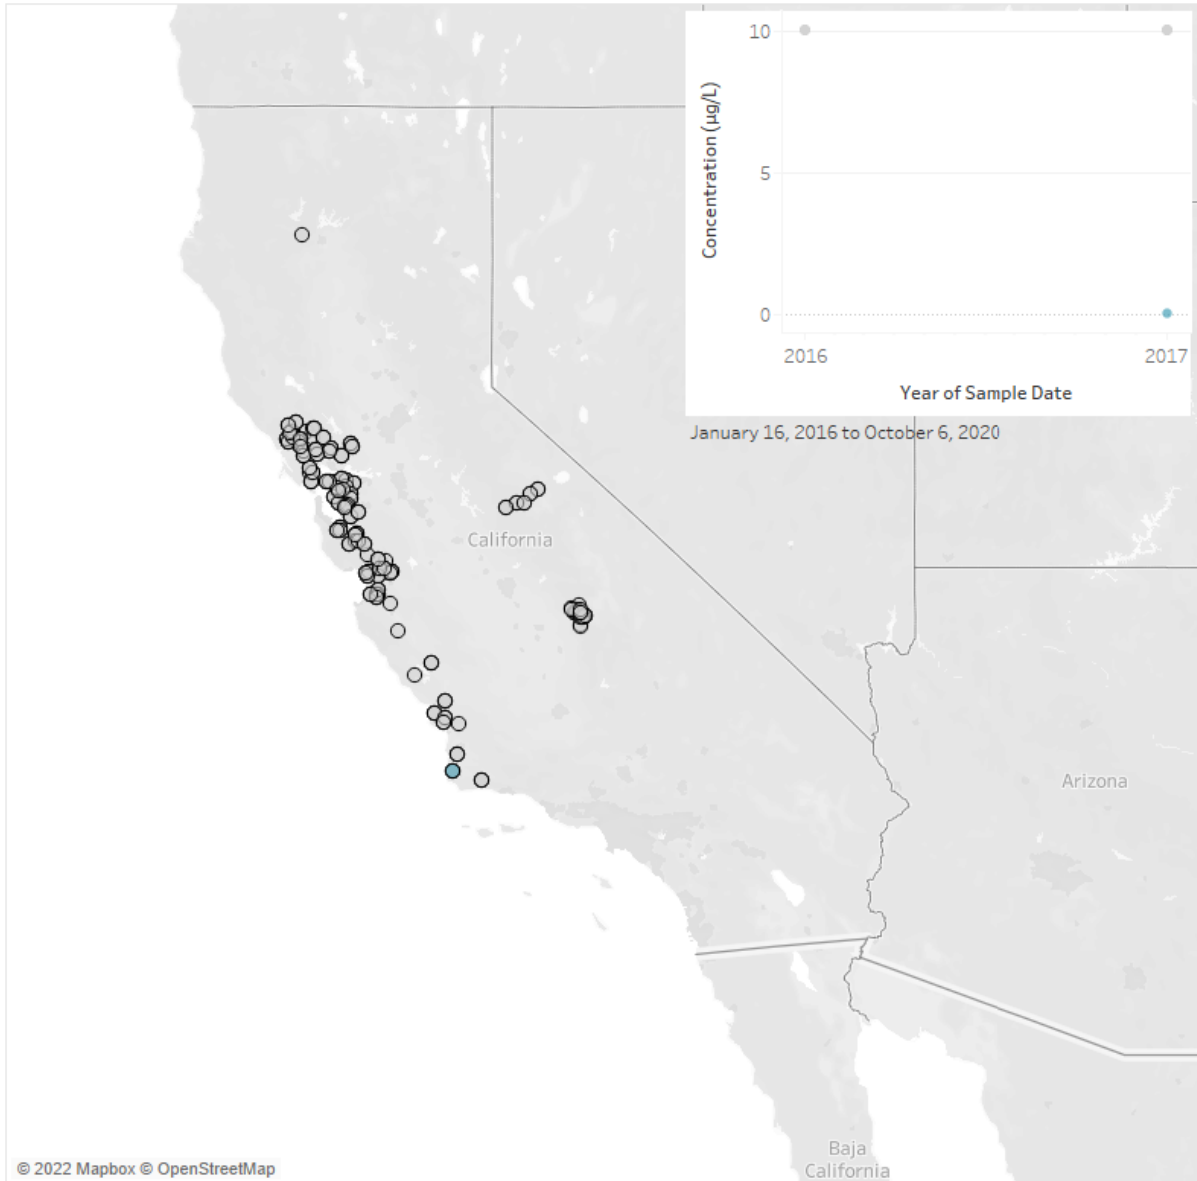 10
Concentration (µg/L)
5
0
2016
2017
Year of Sample Date
January 16, 2016 to October 6, 2020
California
Arizona
Baja
California
© 2022 Mapbox © OpenStreetMap